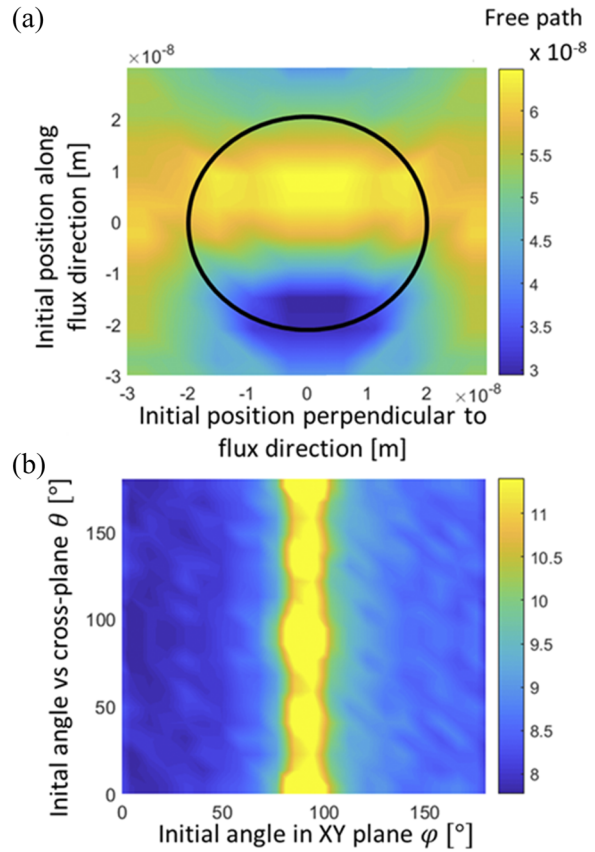 (a)
Free path
x 10⁻⁸
×10⁻⁸
2
1
0
-1
-2
-3
-3 -2 -1 0 1 2 3
×10⁻⁸
6
5.5
5
4.5
4
3.5
3
Initial position along
flux direction [m]
Initial position perpendicular to
flux direction [m]
(b)
150
100
50
0
0 50 100 150
11
10.5
10
9.5
9
8.5
8
Inital angle vs cross-plane θ [°]
Initial angle in XY plane φ [°]